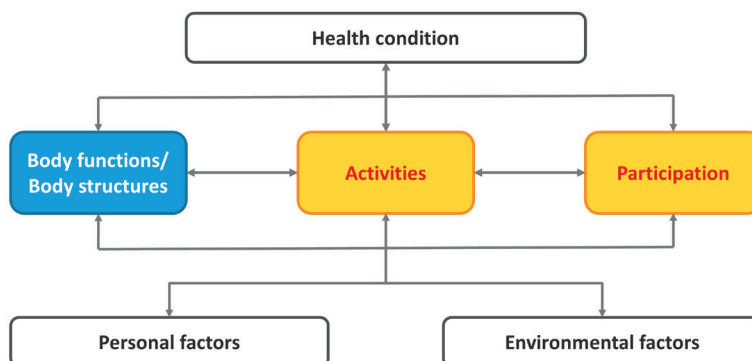 Health condition
Body functions/
Body structures
Activities
Participation
Personal factors
Environmental factors